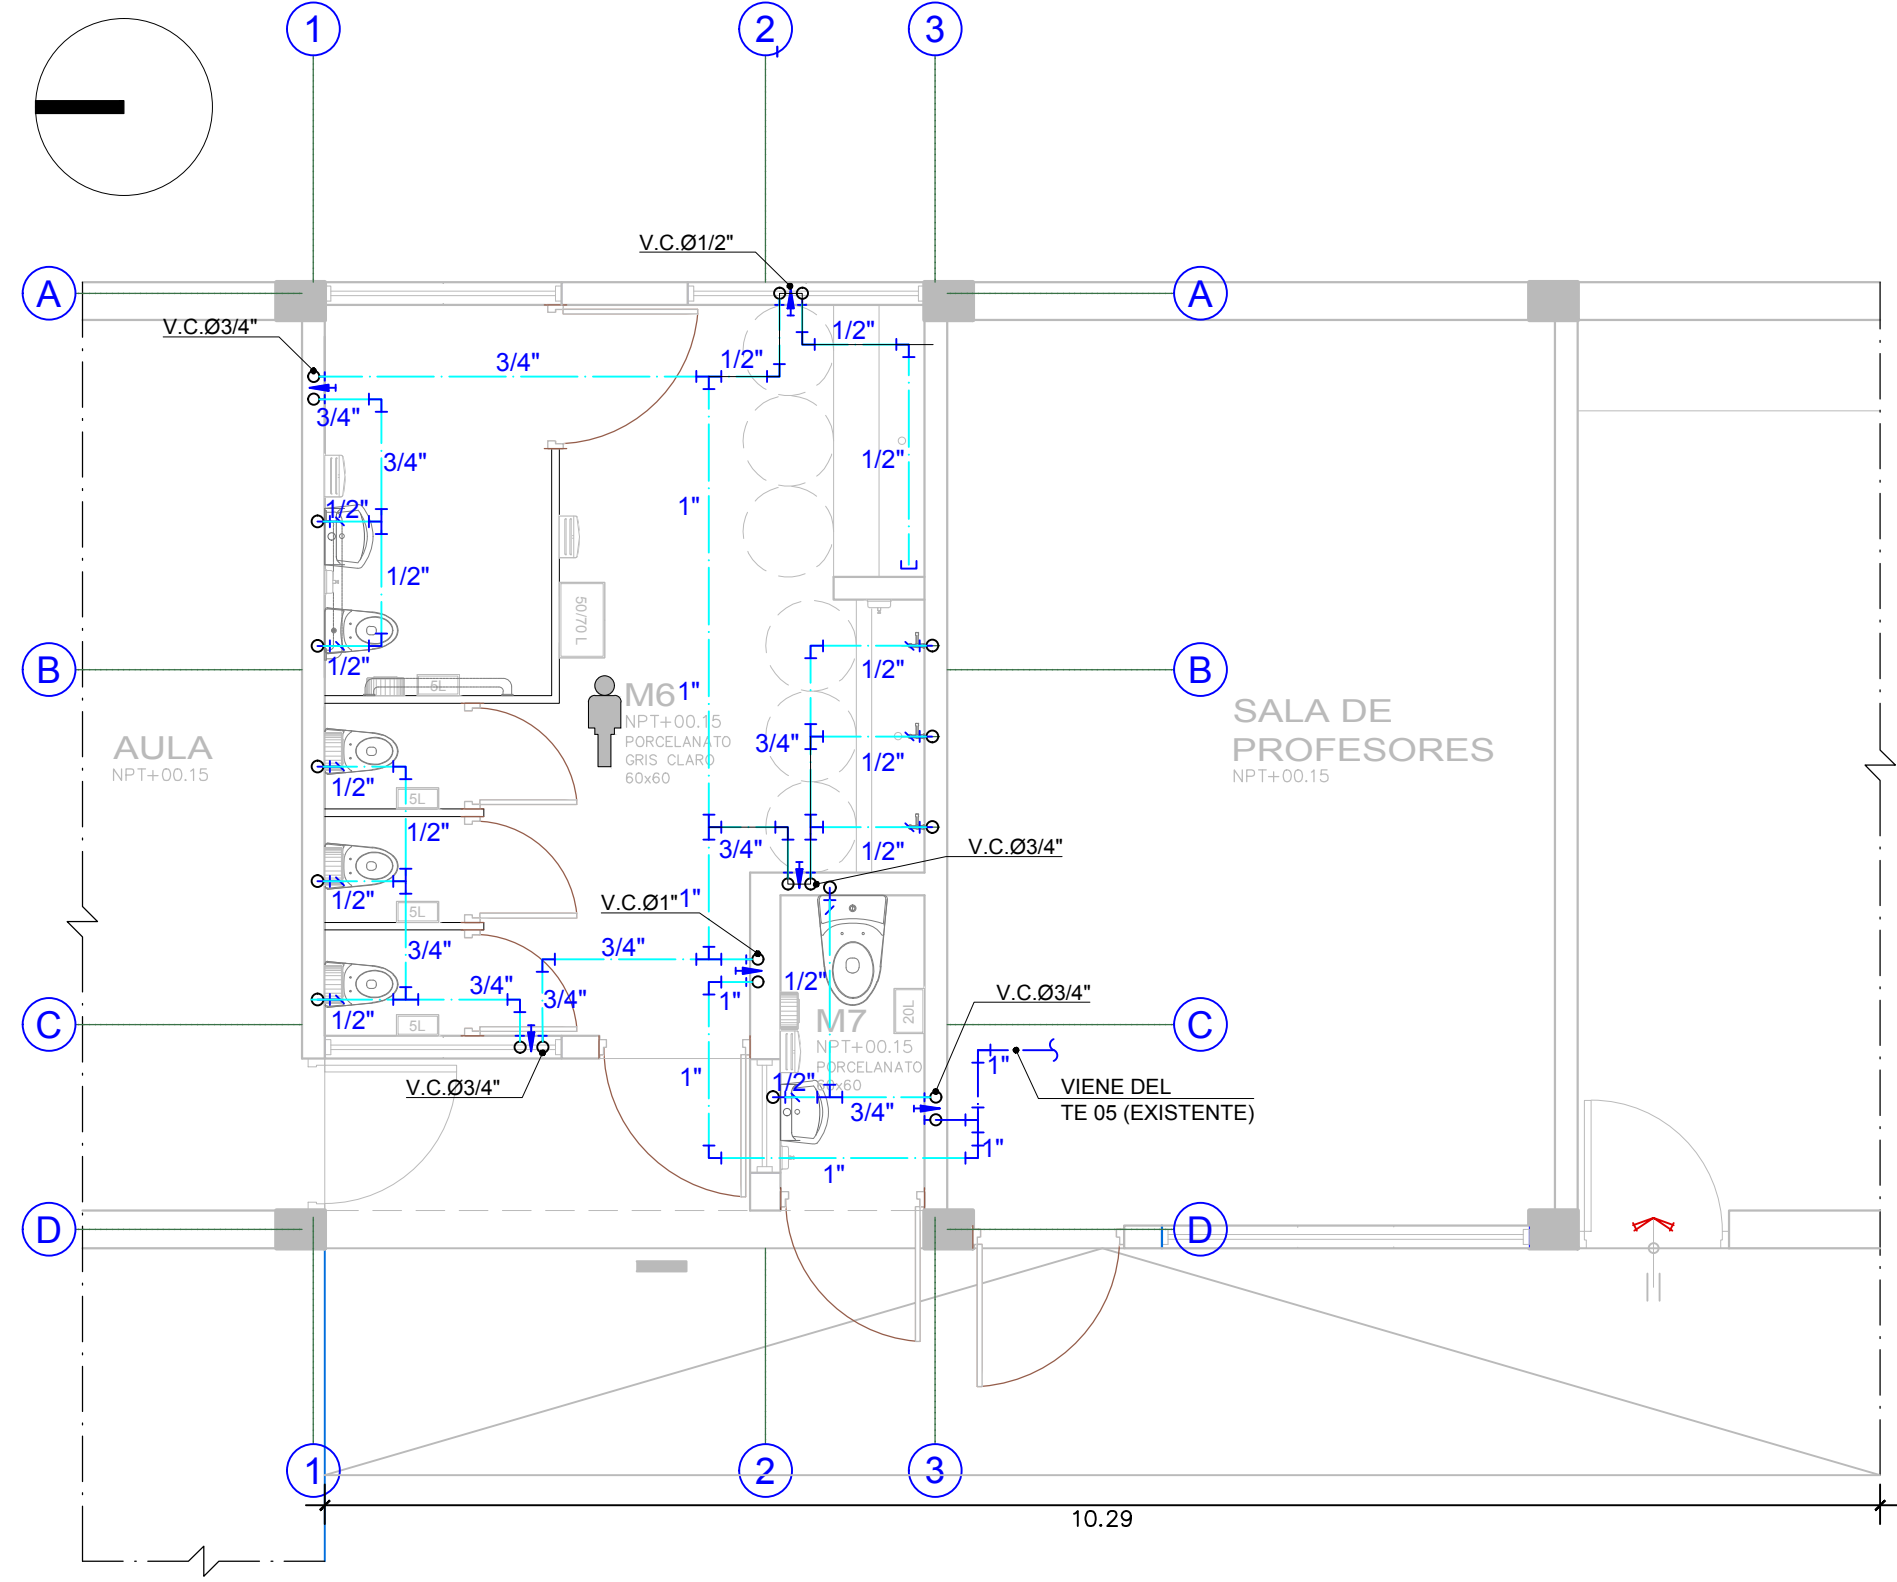 1
2
3
V.C.Ø1/2"
A
A
V.C.Ø3/4"
3/4"
1/2"
1/2"
3/4"
3/4"
1/2"
1/2"
1"
1/2"
50/70 L
B
B
1/2"
5L
1/2"
M6
1"
NPT+00.15
PORCELANATO
GRIS CLARO
60x60
3/4"
1/2"
SALA DE
PROFESORES
NPT+00.15
AULA
NPT+00.15
1/2"
5L
1/2"
3/4"
1/2"
V.C.Ø3/4"
1/2"
5L
V.C.Ø1"
1"
3/4"
3/4"
3/4"
3/4"
1/2"
1"
1/2"
20L
V.C.Ø3/4"
C
C
1/2"
5L
M7
NPT+00.15
PORCELANATO
60x60
V.C.Ø3/4"
1"
1/2"
3/4"
1"
VIENE DEL
TE 05 (EXISTENTE)
1"
1"
D
D
1
2
3
10.29